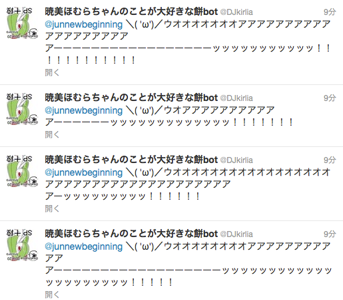 暁美ほむらちゃんのことが大好きな餅bot @DJkirlia 9分
@junnewbeginning ＼( 'ω')／ウオオオオオオアアアアアアアアアア
アアアアアアアアア
アーーーーーーーーーーーーーーーーーッッッッッッッッッッッ！！
！！！！！！！！！！
開く
暁美ほむらちゃんのことが大好きな餅bot @DJkirlia 9分
@junnewbeginning ＼( 'ω')／ウオアアアアアアアアアア
アーーーーーーッッッッッッッッッッッッッ！！！！！！！
開く
暁美ほむらちゃんのことが大好きな餅bot @DJkirlia 9分
@junnewbeginning ＼( 'ω')／ウオオオオオオオオオオオオオオオオオ
アアアアアアアアアアアアアアアアアアアア
アーッッッッッッッッッ！！！！！！
開く
暁美ほむらちゃんのことが大好きな餅bot @DJkirlia 9分
@junnewbeginning ＼( 'ω')／ウオオオオオオオオアアアアアアアアアア
アア
アーーーーーーーーーーーーーーーーーーッッッッッッッッッッッッ
ッッッッッッッッッ！！！！！
開く